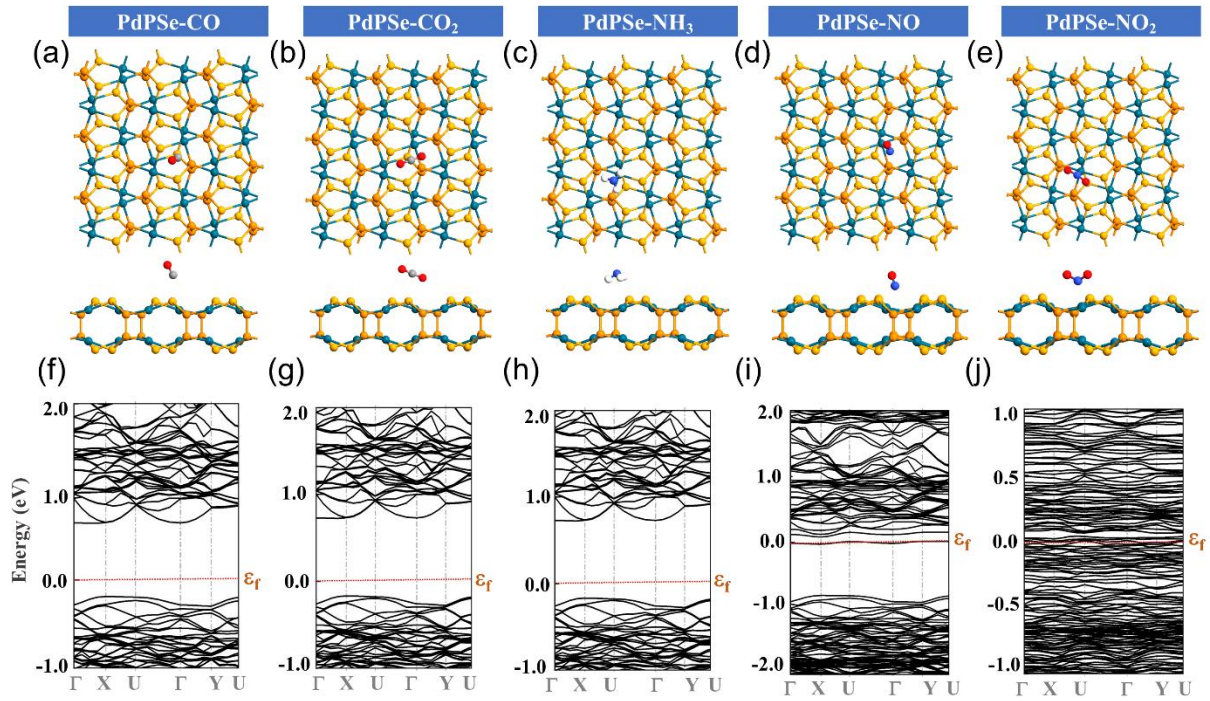 PdPSe-CO PdPSe-CO₂ PdPSe-NH₃ PdPSe-NO PdPSe-NO₂
(a) (b) (c) (d) (e)
(f) (g) (h) (i) (j)
2.0 2.0 2.0 2.0 1.0
1.0 1.0 1.0 1.0 0.5
Energy (eV)
0.0 εf 0.0 εf 0.0 εf 0.0 εf 0.0 εf
-1.0 -0.5
-1.0 -1.0 -1.0 -2.0 -1.0
Γ X U Γ Y U Γ X U Γ Y U Γ X U Γ Y U Γ X U Γ Y U Γ X U Γ Y U